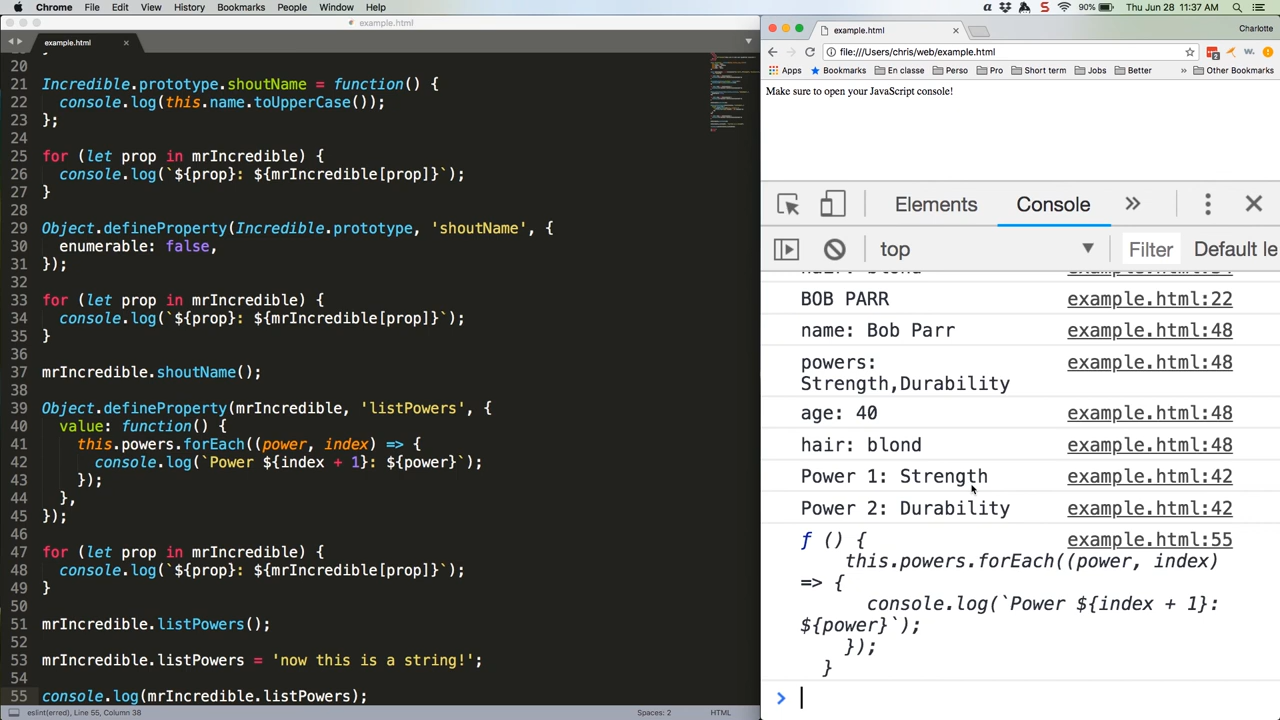 Chrome File Edit View History Bookmarks People Window Help
90% Thu Jun 28 11:37 AM
example.html
example.html
20
21
Incredible.prototype.shoutName = function() {
22
console.log(this.name.toUpperCase());
23
};
24
25
for (let prop in mrIncredible) {
26
console.log(`${prop}: ${mrIncredible[prop]}`);
27
}
28
29
Object.defineProperty(Incredible.prototype, 'shoutName', {
30
enumerable: false,
31
});
32
33
for (let prop in mrIncredible) {
34
console.log(`${prop}: ${mrIncredible[prop]}`);
35
}
36
37
mrIncredible.shoutName();
38
39
Object.defineProperty(mrIncredible, 'listPowers', {
40
value: function() {
41
this.powers.forEach((power, index) => {
42
console.log(`Power ${index + 1}: ${power}`);
43
});
44
},
45
});
46
47
for (let prop in mrIncredible) {
48
console.log(`${prop}: ${mrIncredible[prop]}`);
49
}
50
51
mrIncredible.listPowers();
52
53
mrIncredible.listPowers = 'now this is a string!';
54
55
console.log(mrIncredible.listPowers);
eslint(erred), Line 55, Column 38
Spaces: 2
HTML
example.html
Charlotte
file:///Users/chris/web/example.html
Apps Bookmarks En classe Perso Pro Short term Jobs Other Bookmarks
Make sure to open your JavaScript console!
Elements Console »
top Filter Default le
hair: blond
BOB PARR example.html:22
name: Bob Parr example.html:48
powers: example.html:48
Strength,Durability
age: 40 example.html:48
hair: blond example.html:48
Power 1: Strength example.html:42
Power 2: Durability example.html:42
ƒ () { example.html:55
this.powers.forEach((power, index)
=> {
console.log(`Power ${index + 1}:
${power}`);
});
}
>